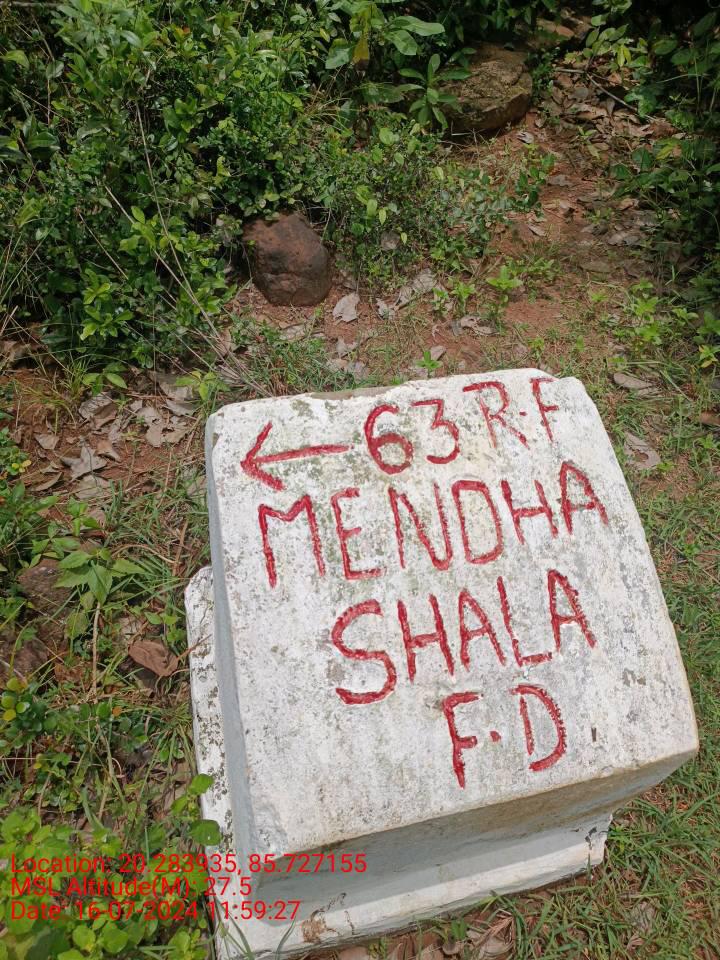 ← 63 R.F
MENDHA
SHALA
F.D
Location: 20.283935, 85.727155
MSL Altitude(M): 27.5
Date: 16-07-2024 11:59:27